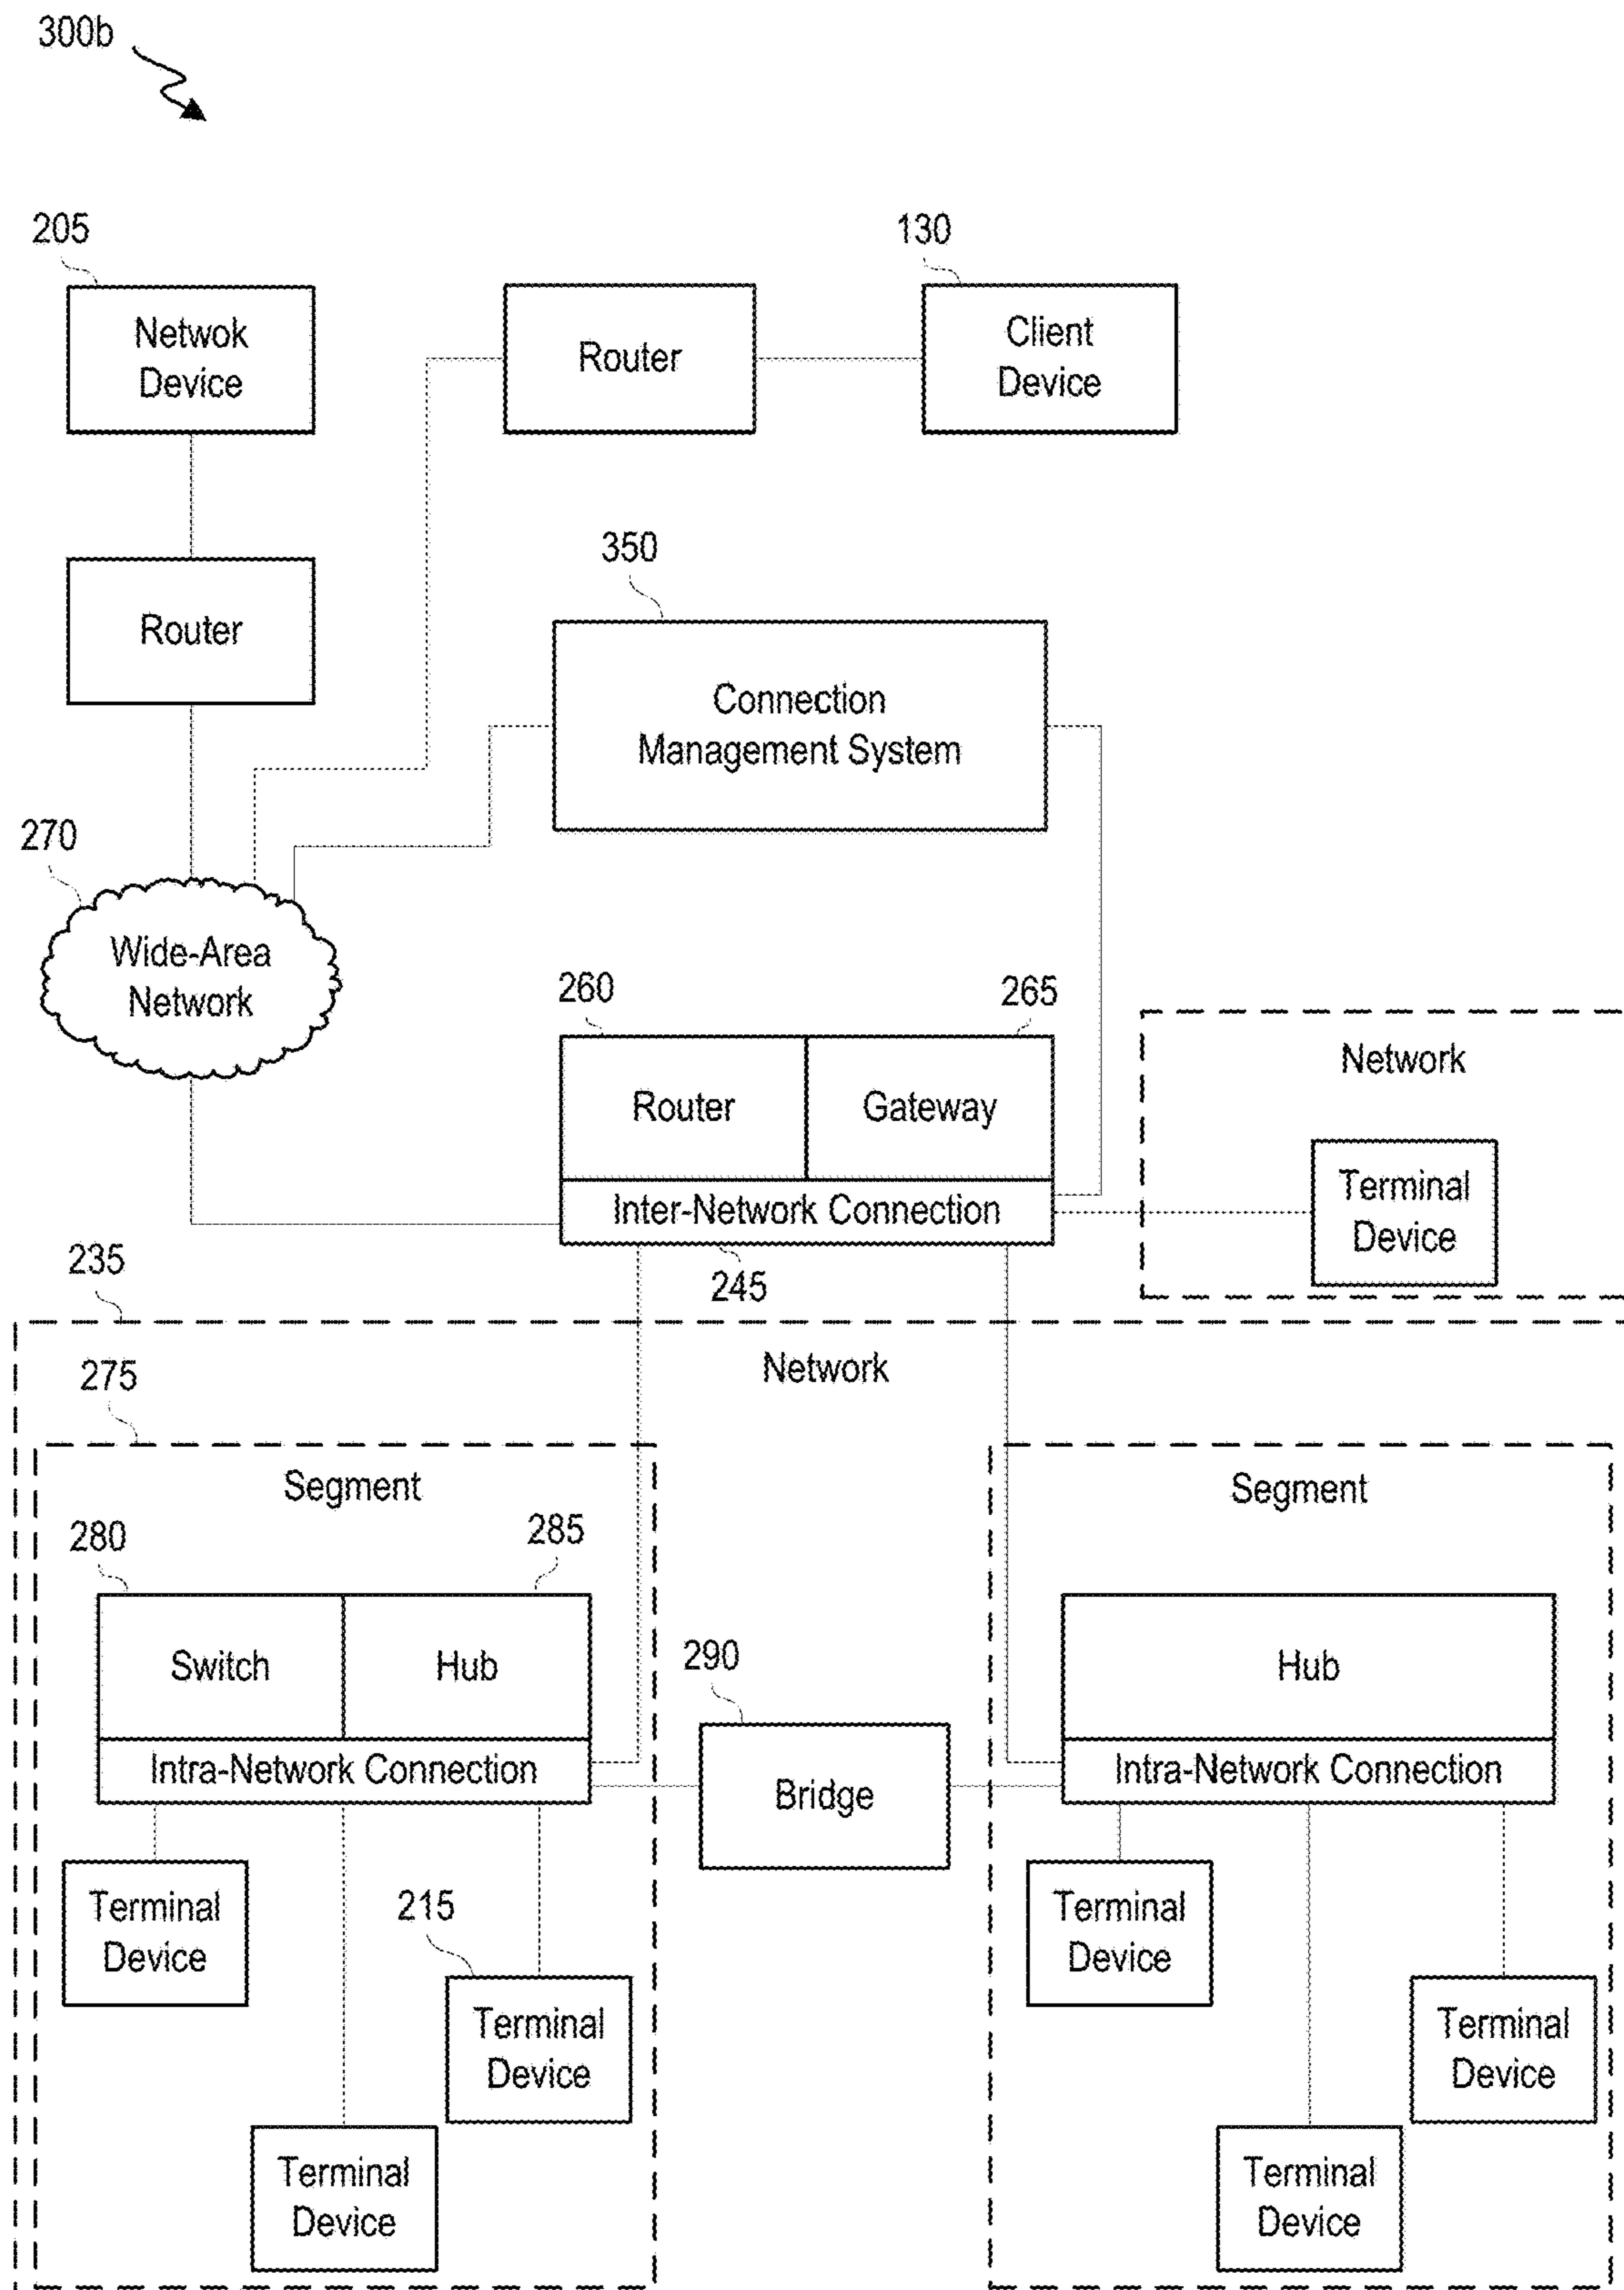 300b
205
130
Netwok
Device
Router
Client
Device
350
Router
Connection
Management System
270
Wide-Area
Network
260
265
Router
Gateway
Network
Terminal
Device
Inter-Network Connection
245
235
Network
275
Segment
Segment
280
285
Switch
Hub
290
Hub
Intra-Network Connection
Bridge
Intra-Network Connection
Terminal
Device
215
Terminal
Device
Terminal
Device
Terminal
Device
Terminal
Device
Terminal
Device